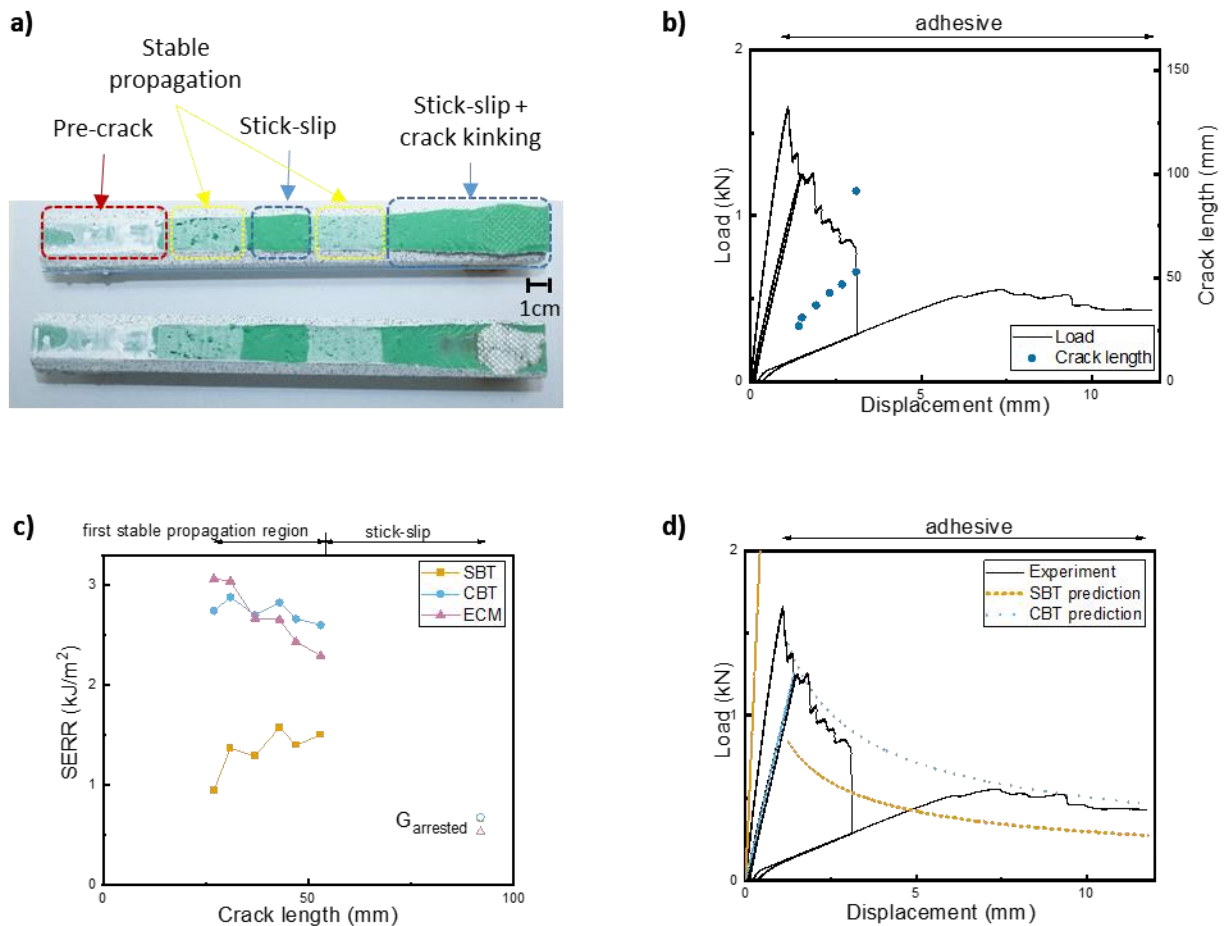 a)
Stable
propagation
Pre-crack
Stick-slip
Stick-slip +
crack kinking
1cm
b)
adhesive
2
1
0
Load (kN)
150
100
50
0
Crack length (mm)
Load
Crack length
0
5
10
Displacement (mm)
c)
first stable propagation region
stick-slip
3
2
1
0
SERR (kJ/m²)
SBT
CBT
ECM
G arrested
0
50
100
Crack length (mm)
d)
adhesive
2
1
0
Load (kN)
Experiment
SBT prediction
CBT prediction
0
5
10
Displacement (mm)